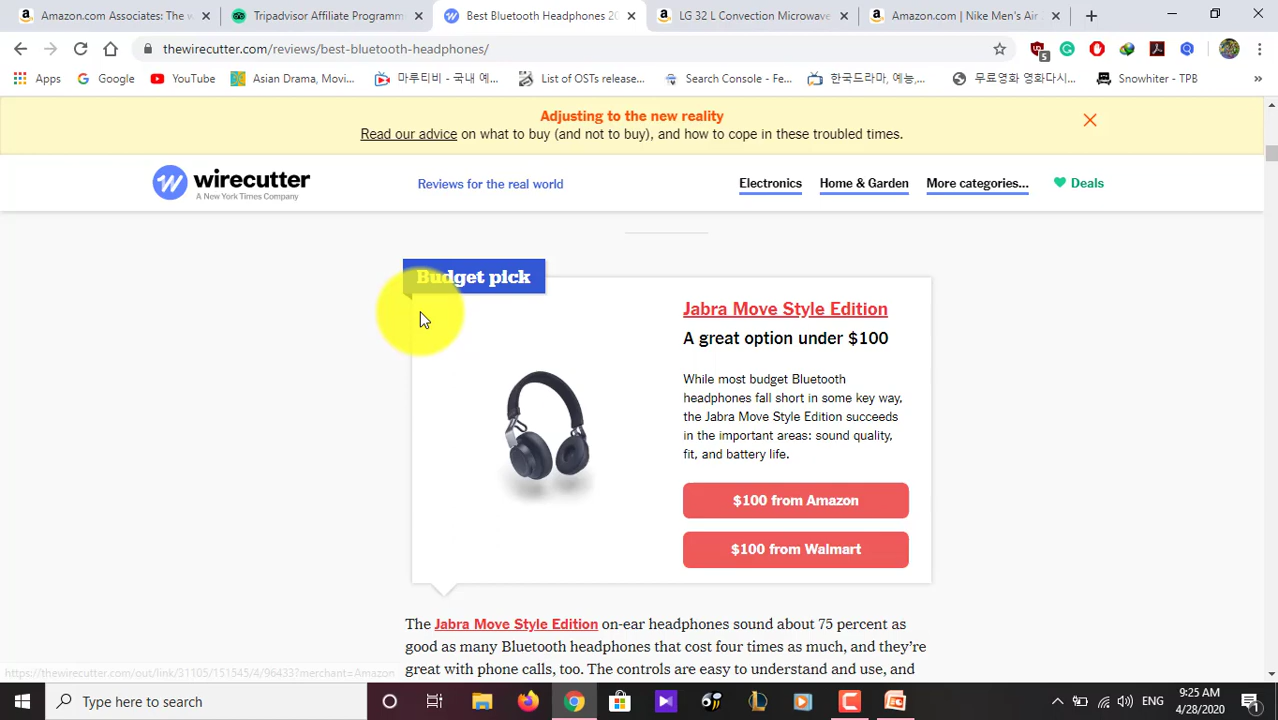 Amazon.com Associates: The w
Tripadvisor Affiliate Programm
Best Bluetooth Headphones 20
LG 32 L Convection Microwave
Amazon.com | Nike Men's Air
thewirecutter.com/reviews/best-bluetooth-headphones/
5
Apps
Google
YouTube
Asian Drama, Movi...
마루티비 - 국내 예...
List of OSTs release...
Search Console - Fe...
한국드라마, 예능,...
무료영화 영화다시...
Snowhiter - TPB
»
Adjusting to the new reality
Read our advice on what to buy (and not to buy), and how to cope in these troubled times.
wirecutter
A New York Times Company
Reviews for the real world
Electronics
Home & Garden
More categories...
Deals
Budget pick
Jabra Move Style Edition
A great option under $100
While most budget Bluetooth
headphones fall short in some key way,
the Jabra Move Style Edition succeeds
in the important areas: sound quality,
fit, and battery life.
$100 from Amazon
$100 from Walmart
The Jabra Move Style Edition on-ear headphones sound about 75 percent as
good as many Bluetooth headphones that cost four times as much, and they're
great with phone calls, too. The controls are easy to understand and use, and
https://thewirecutter.com/out/link/31105/151545/4/96433?merchant=Amazon
Type here to search
ENG
9:25 AM
4/28/2020
1